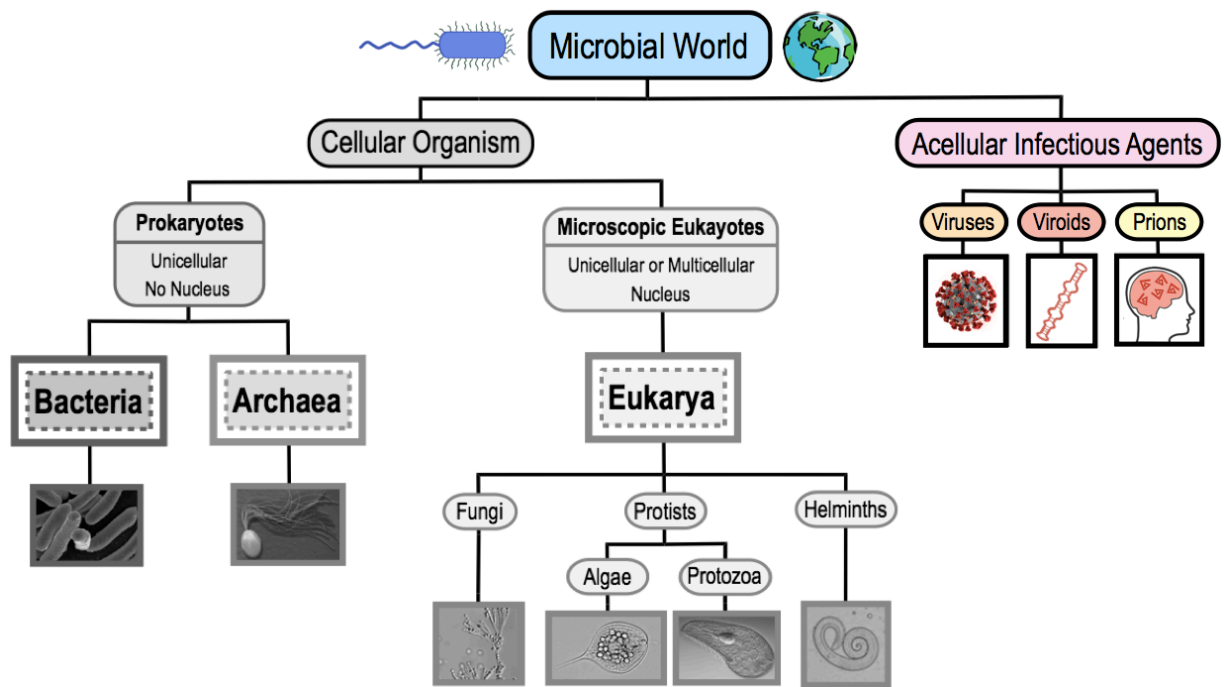 Microbial World
Cellular Organism
Acellular Infectious Agents
Prokaryotes
Unicellular
No Nucleus
Microscopic Eukayotes
Unicellular or Multicellular
Nucleus
Viruses
Viroids
Prions
Bacteria
Archaea
Eukarya
Fungi
Protists
Helminths
Algae
Protozoa